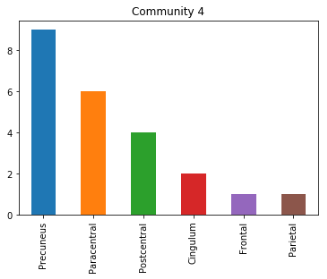 Community 4
8
6
4
2
0
Precuneus
Paracentral
Postcentral
Cingulum
Frontal
Parietal